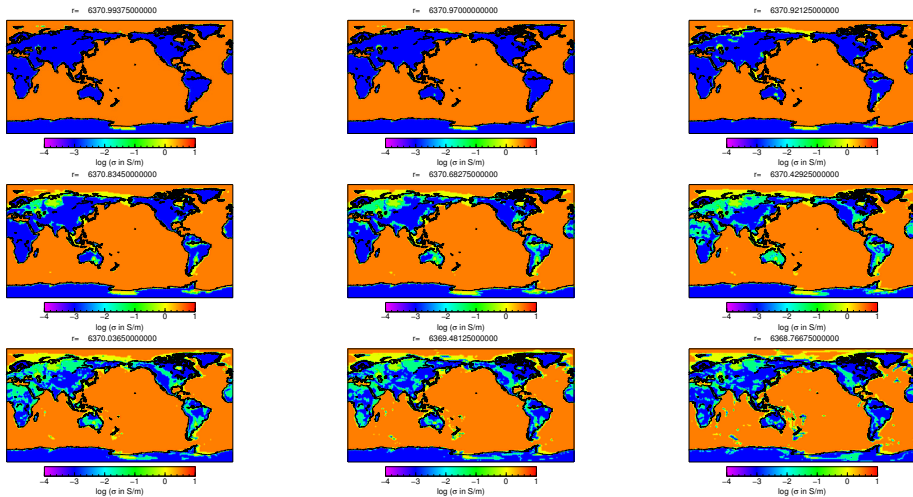 r= 6370.99375000000
r= 6370.97000000000
r= 6370.92125000000
−4 −3 −2 −1 0 1
−4 −3 −2 −1 0 1
−4 −3 −2 −1 0 1
log (σ in S/m)
log (σ in S/m)
log (σ in S/m)
r= 6370.83450000000
r= 6370.68275000000
r= 6370.42925000000
−4 −3 −2 −1 0 1
−4 −3 −2 −1 0 1
−4 −3 −2 −1 0 1
log (σ in S/m)
log (σ in S/m)
log (σ in S/m)
r= 6370.03650000000
r= 6369.48125000000
r= 6368.76675000000
−4 −3 −2 −1 0 1
−4 −3 −2 −1 0 1
−4 −3 −2 −1 0 1
log (σ in S/m)
log (σ in S/m)
log (σ in S/m)